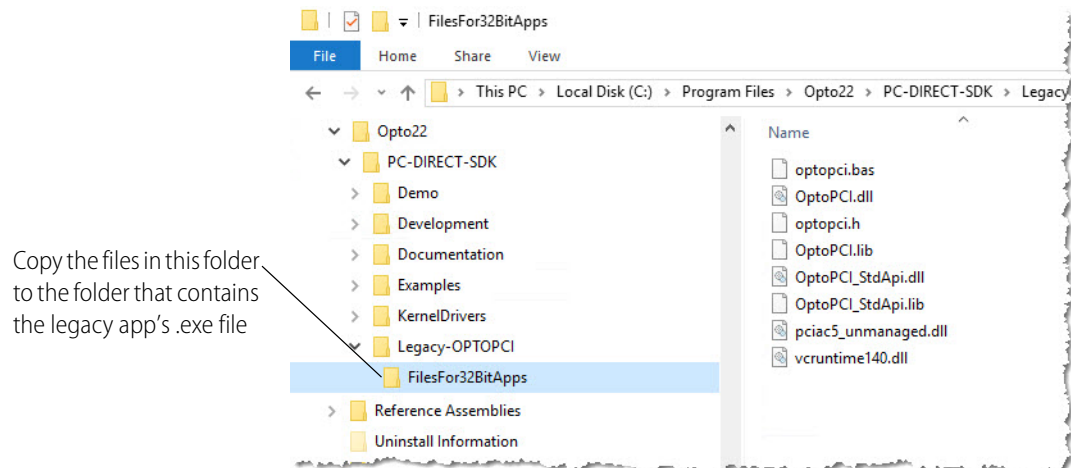 FilesFor32BitApps
File Home Share View
This PC > Local Disk (C:) > Program Files > Opto22 > PC-DIRECT-SDK > Legacy
Opto22
PC-DIRECT-SDK
Demo
Development
Documentation
Examples
KernelDrivers
Legacy-OPTOPCI
FilesFor32BitApps
Reference Assemblies
Uninstall Information
Name
optopci.bas
OptoPCI.dll
optopci.h
OptoPCI.lib
OptoPCI_StdApi.dll
OptoPCI_StdApi.lib
pciac5_unmanaged.dll
vcruntime140.dll
Copy the files in this folder
to the folder that contains
the legacy app’s .exe file